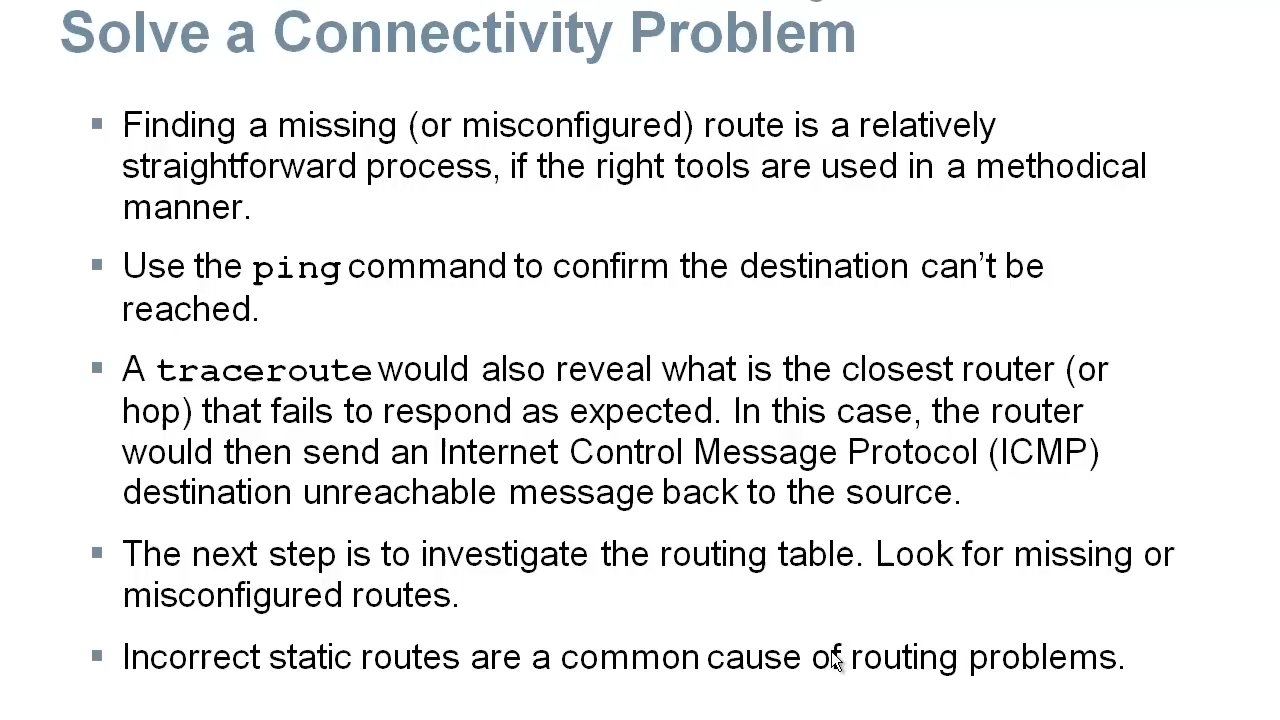 Solve a Connectivity Problem
▪ Finding a missing (or misconfigured) route is a relatively
straightforward process, if the right tools are used in a methodical
manner.
▪ Use the ping command to confirm the destination can’t be
reached.
▪ A traceroute would also reveal what is the closest router (or
hop) that fails to respond as expected. In this case, the router
would then send an Internet Control Message Protocol (ICMP)
destination unreachable message back to the source.
▪ The next step is to investigate the routing table. Look for missing or
misconfigured routes.
▪ Incorrect static routes are a common cause of routing problems.